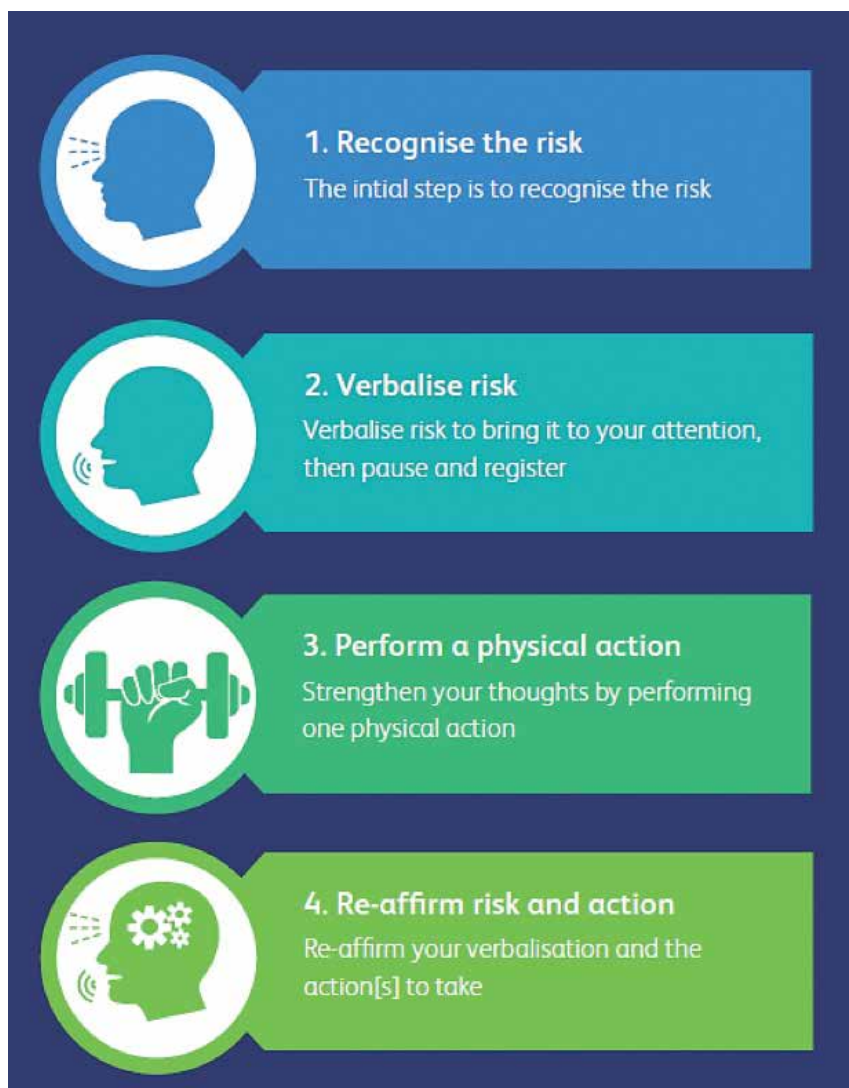 1. Recognise the risk
The intial step is to recognise the risk
2. Verbalise risk
Verbalise risk to bring it to your attention,
then pause and register
3. Perform a physical action
Strengthen your thoughts by performing
one physical action
4. Re-affirm risk and action
Re-affirm your verbalisation and the
action[s] to take